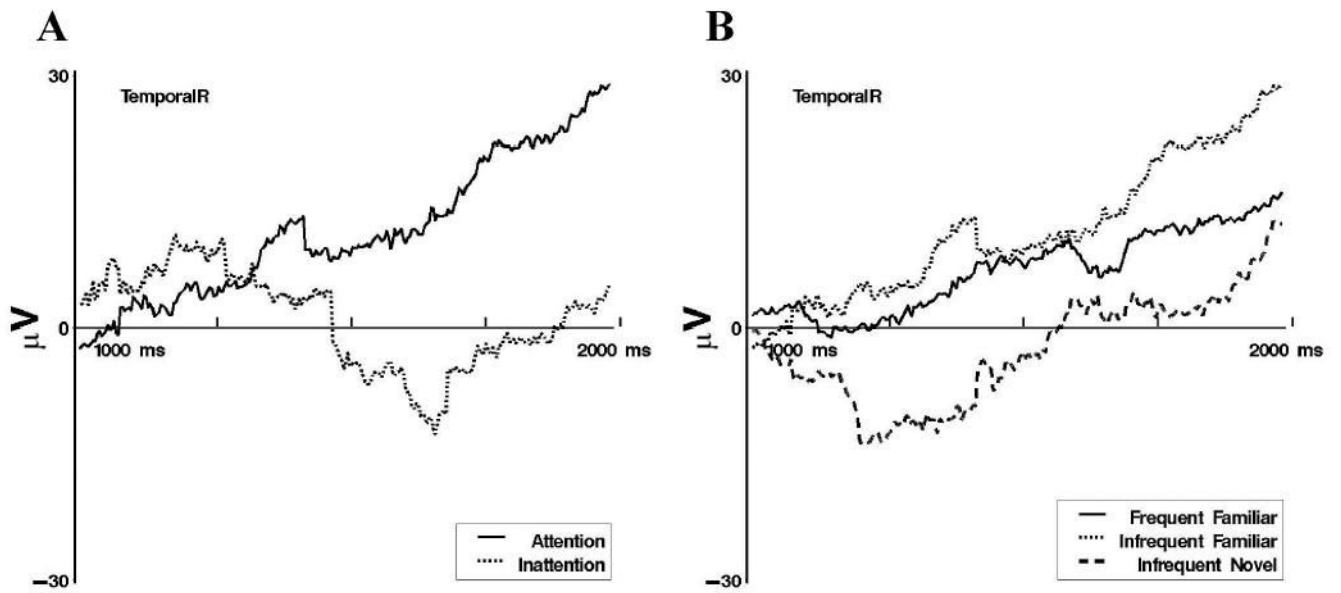 A
30
TemporalR
μV
0
1000 ms
2000 ms
Attention
Inattention
−30
B
30
TemporalR
μV
0
1000 ms
2000 ms
Frequent Familiar
Infrequent Familiar
Infrequent Novel
−30